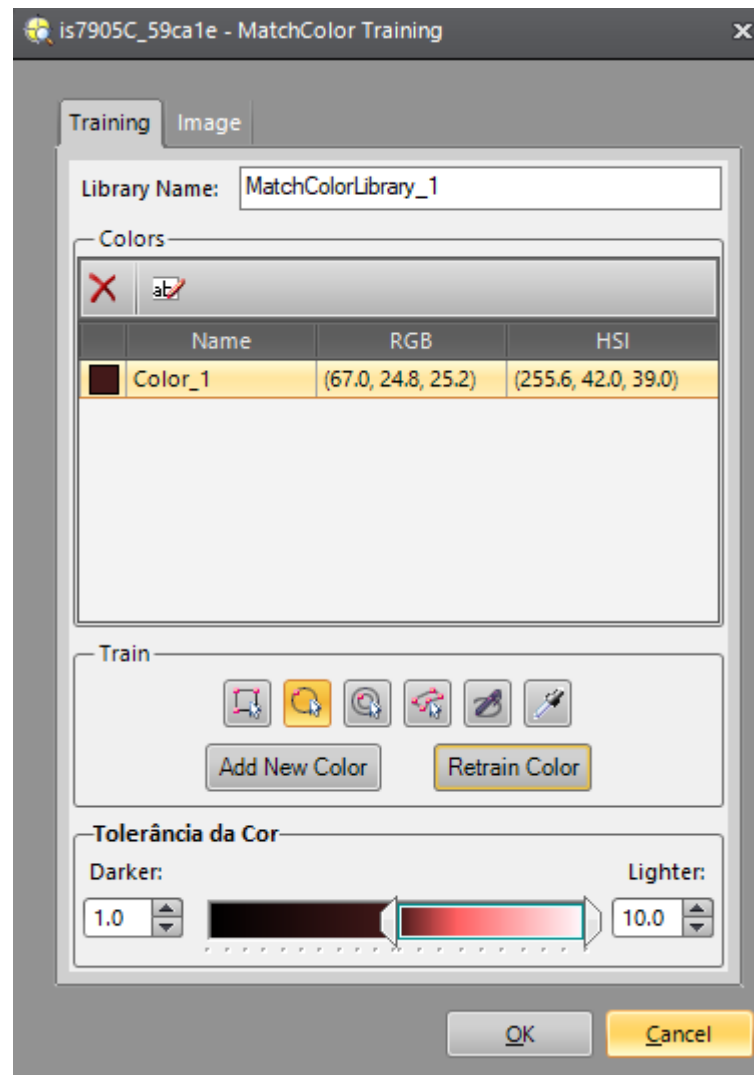 is7905C_59ca1e - MatchColor Training
Training Image
Library Name: MatchColorLibrary_1
Colors
ab
Name RGB HSI
Color_1 (67.0, 24.8, 25.2) (255.6, 42.0, 39.0)
Train
Add New Color Retrain Color
Tolerância da Cor
Darker: Lighter:
1.0 10.0
OK Cancel